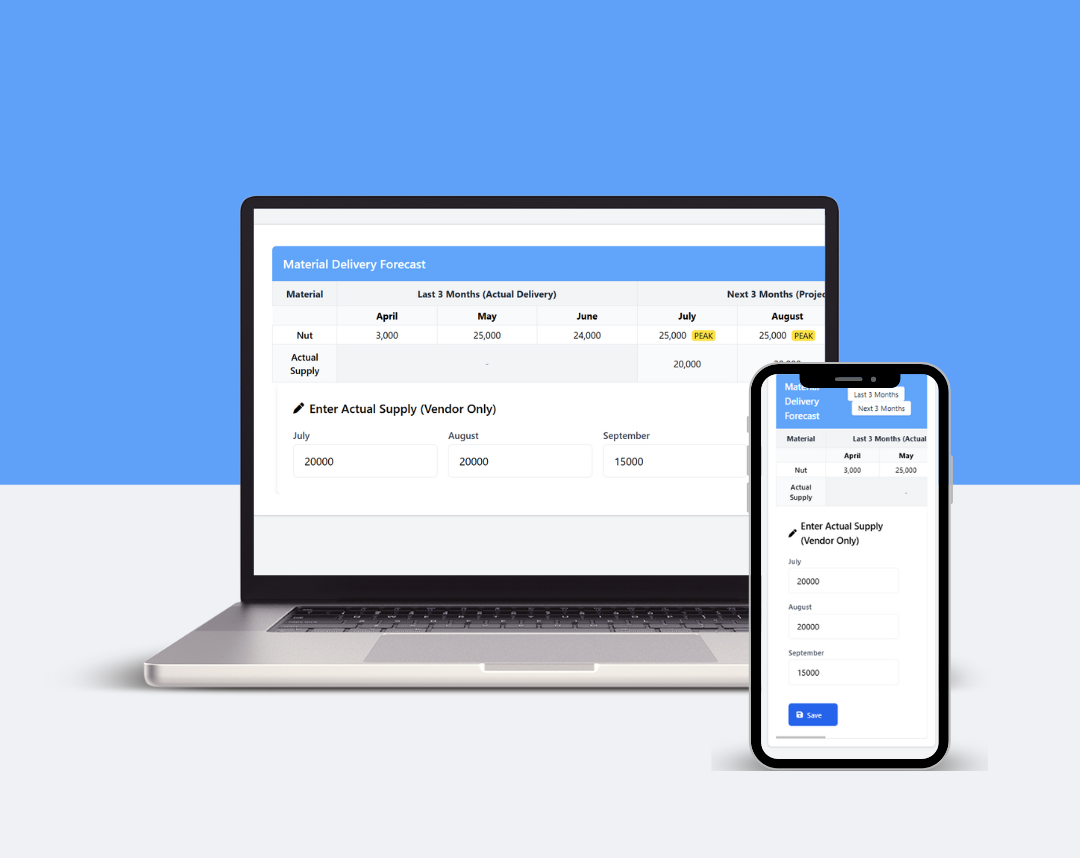 Material Delivery Forecast
Material Last 3 Months (Actual Delivery) Next 3 Months (Projec
April May June July August
Nut 3,000 25,000 24,000 25,000 PEAK 25,000 PEAK
Actual
Supply - 20,000
Enter Actual Supply (Vendor Only)
July August September
20000 20000 15000
Material
Delivery
Forecast
Last 3 Months
Next 3 Months
Material Last 3 Months (Actual
April May
Nut 3,000 25,000
Actual
Supply -
Enter Actual Supply
(Vendor Only)
July
20000
August
20000
September
15000
Save